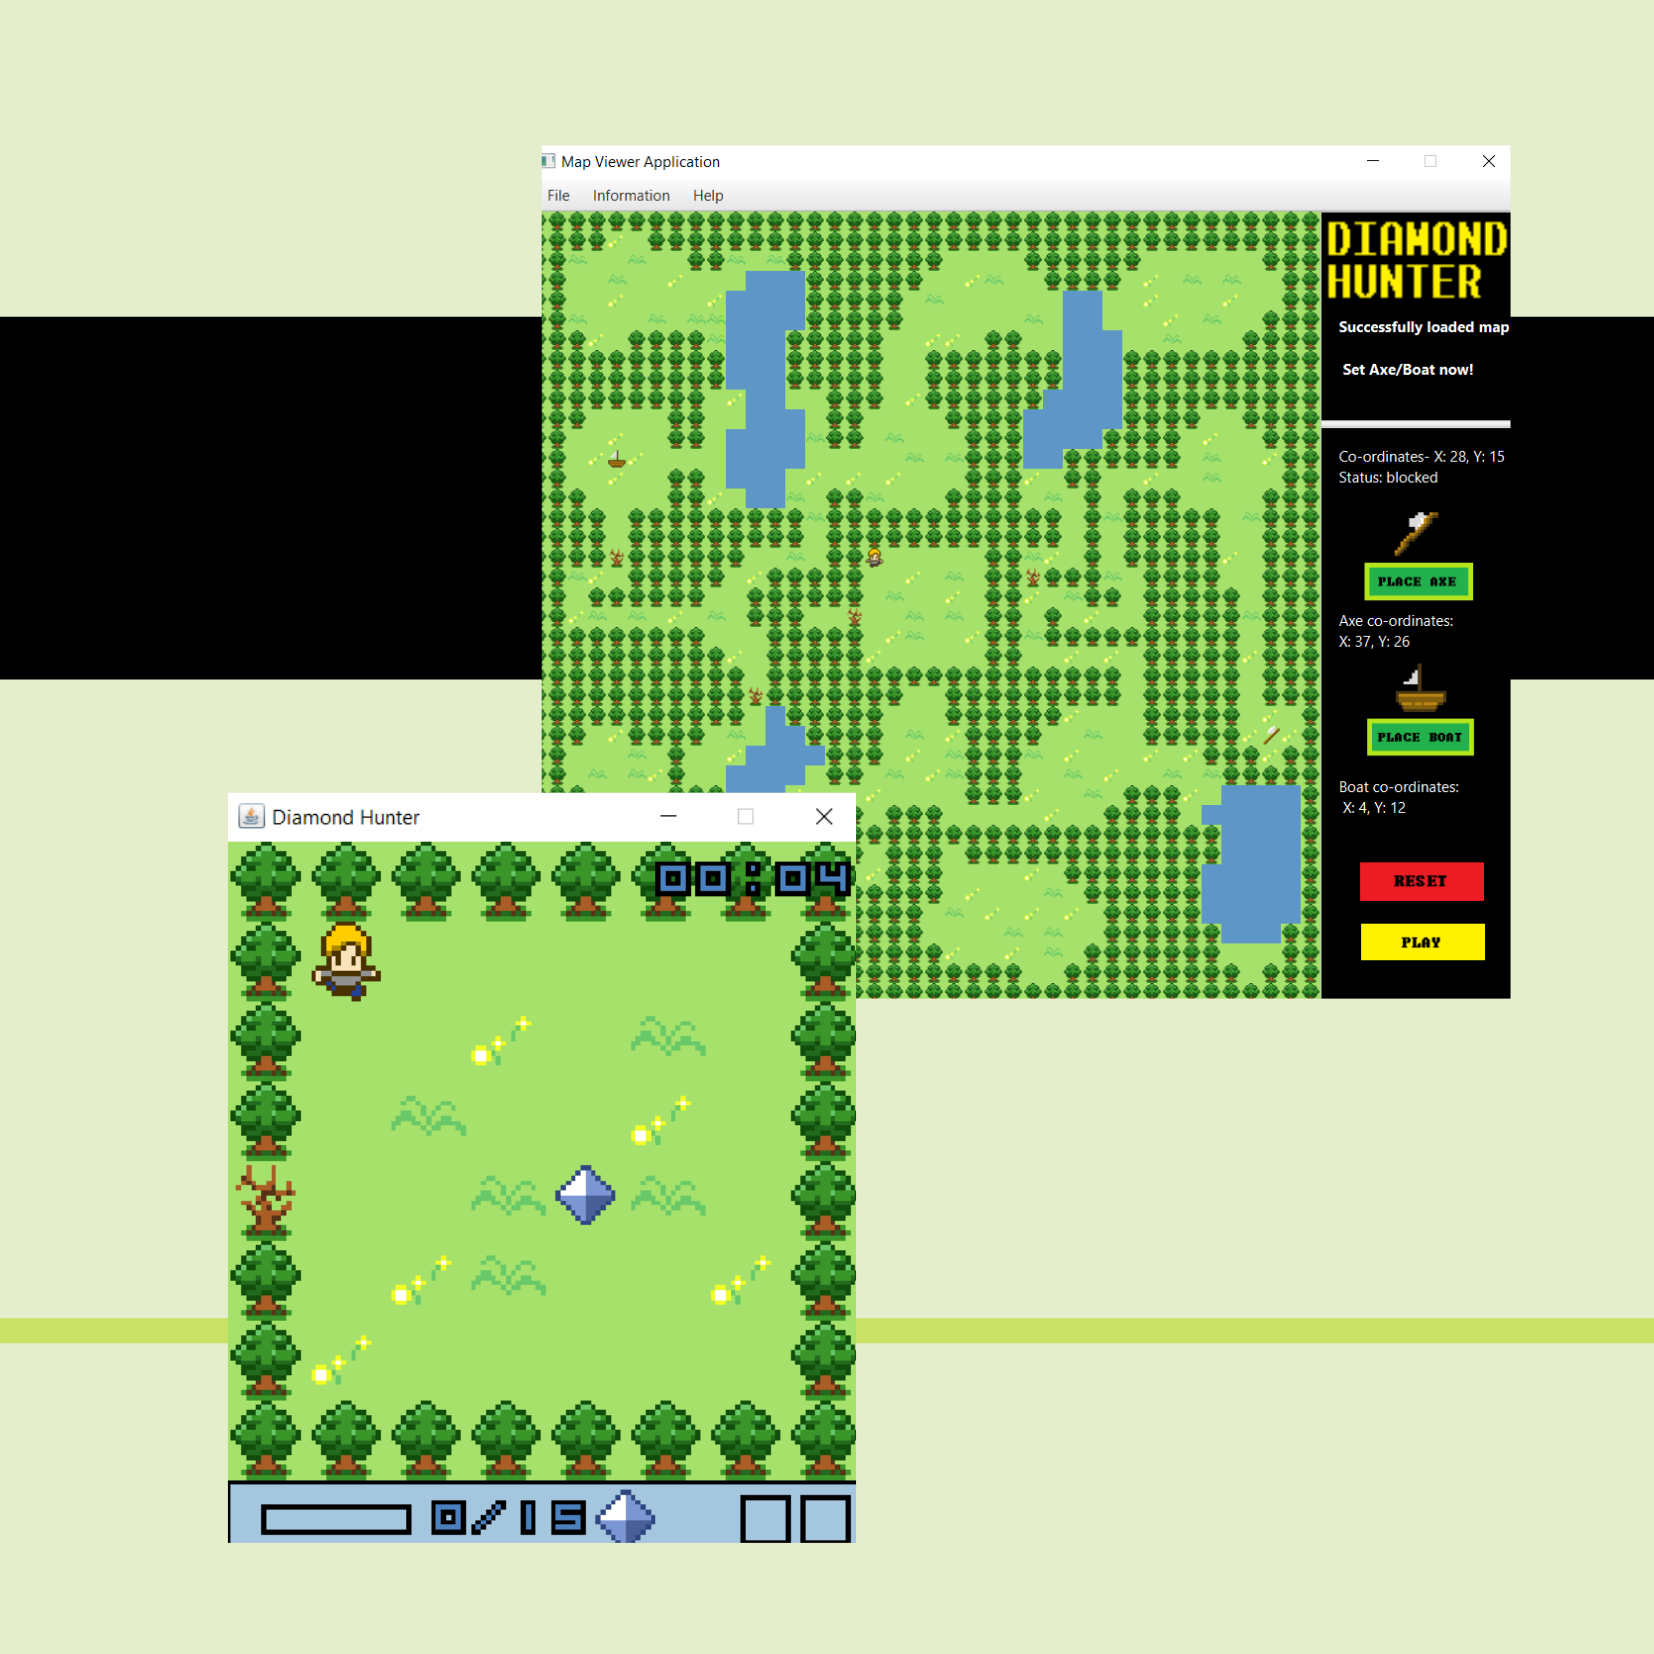 Map Viewer Application
File Information Help
DIAMOND
HUNTER
Successfully loaded map
Set Axe/Boat now!
Co-ordinates- X: 28, Y: 15
Status: blocked
PLACE AXE
Axe co-ordinates:
X: 37, Y: 26
PLACE BOAT
Boat co-ordinates:
X: 4, Y: 12
RESET
PLAY
Diamond Hunter
00:04
0/15